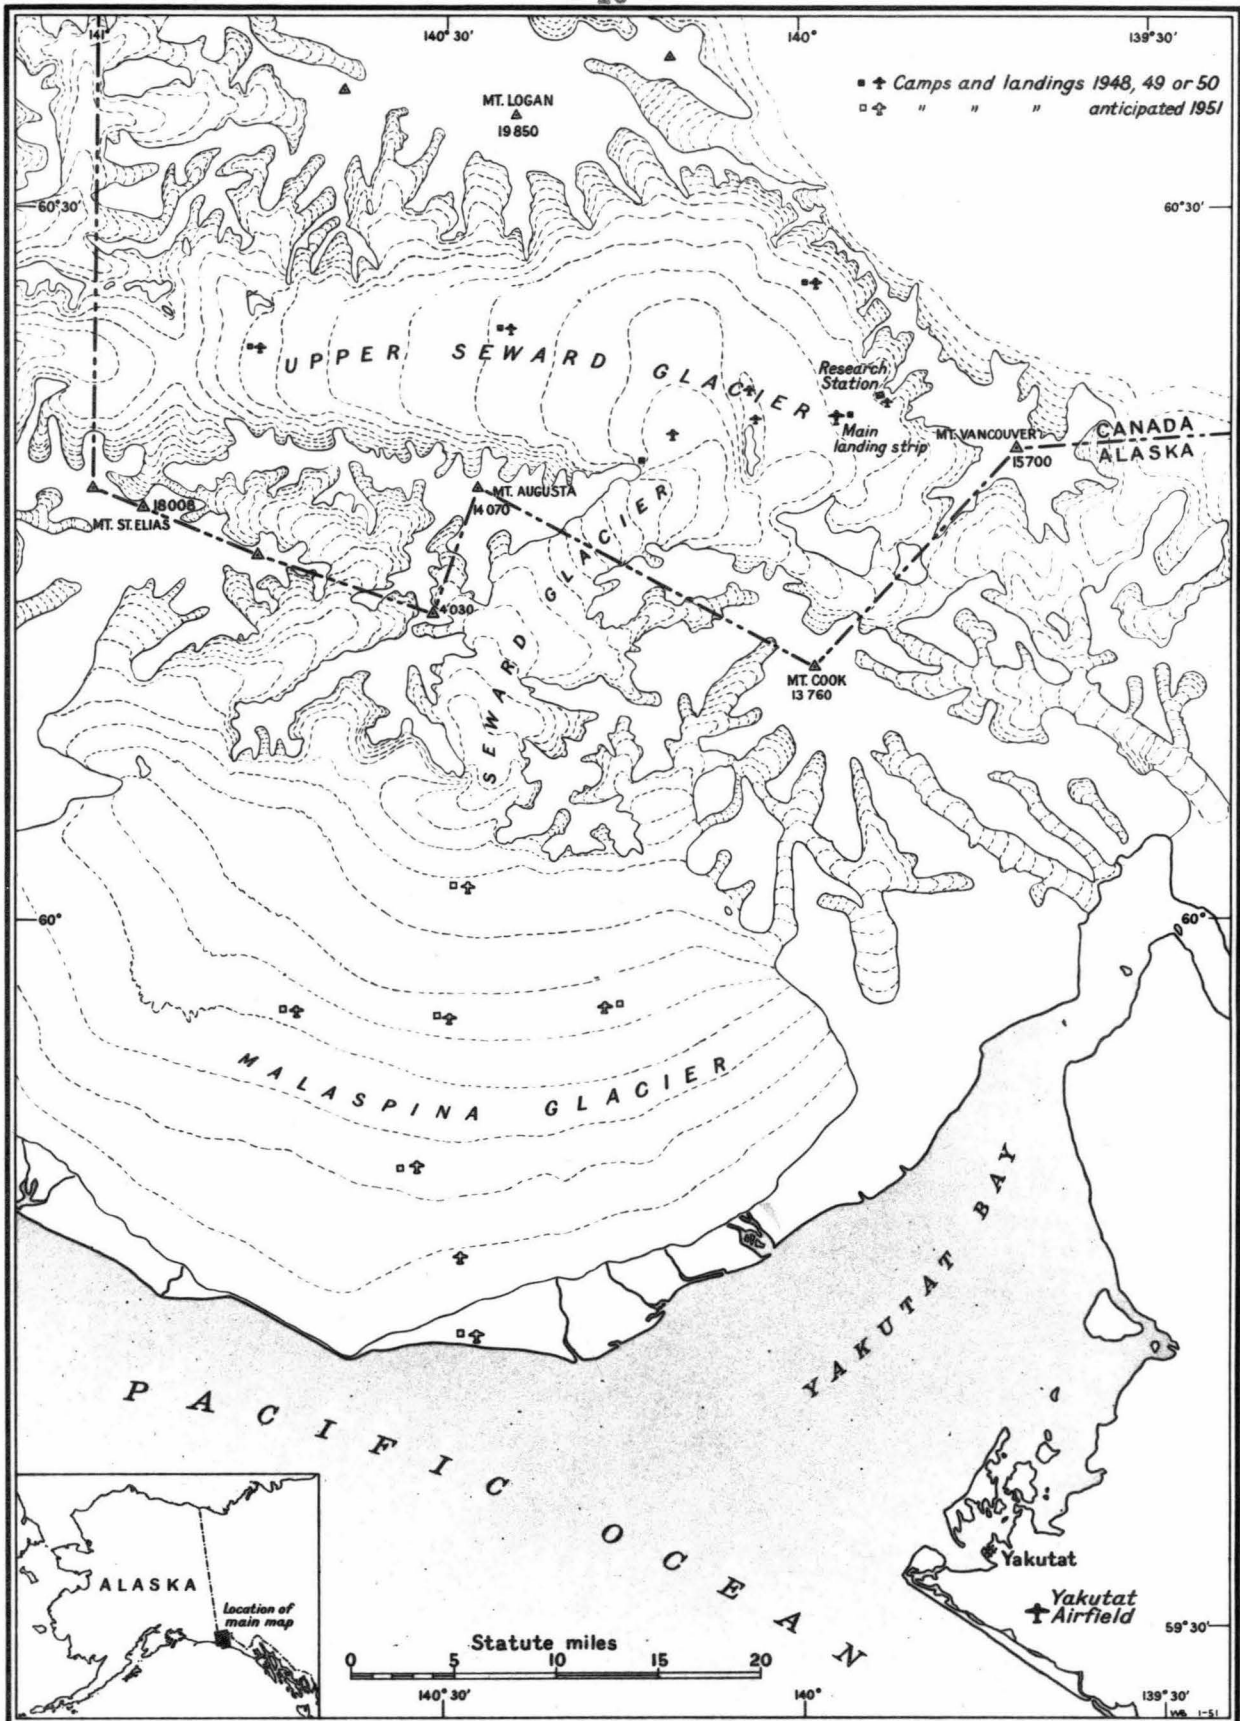 141°
140°30'
140°
139°30'
Camps and landings 1948, 49 or 50
" " " anticipated 1951
MT. LOGAN
19 850
60°30'
60°30'
UPPER SEWARD GLACIER
Research
Station
Main
landing strip
MT. VANCOUVER
15700
CANADA
ALASKA
18008
MT. ST. ELIAS
MT. AUGUSTA
14 070
4030
SEWARD GLACIER
MT. COOK
13 760
60°
60°
MALASPINA GLACIER
YAKUTAT BAY
PACIFIC OCEAN
Yakutat
Yakutat
Airfield
59°30'
ALASKA
Location of
main map
Statute miles
0 5 10 15 20
140°30'
140°
139°30'
1-51